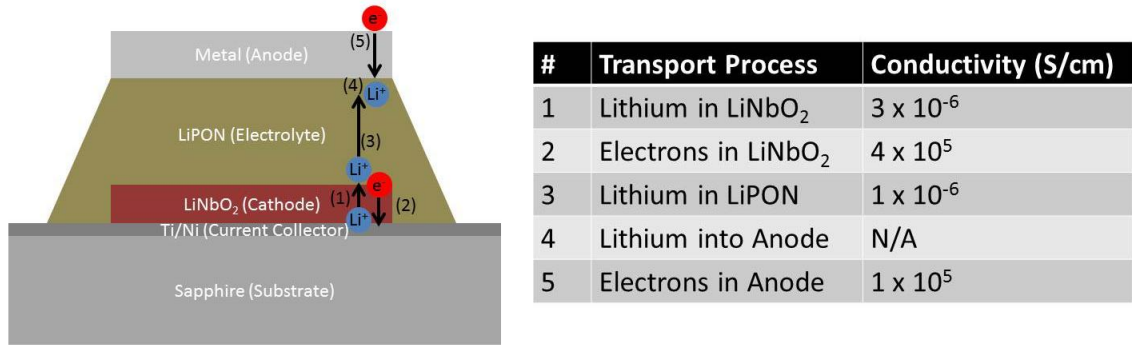 e-
(5)
Metal (Anode)
(4)
Li+
LiPON (Electrolyte)
(3)
Li+
e-
LiNbO2 (Cathode)
(1)
(2)
Li+
Ti/Ni (Current Collector)
Sapphire (Substrate)
# Transport Process Conductivity (S/cm)
1 Lithium in LiNbO₂ 3 x 10⁻⁶
2 Electrons in LiNbO₂ 4 x 10⁵
3 Lithium in LiPON 1 x 10⁻⁶
4 Lithium into Anode N/A
5 Electrons in Anode 1 x 10⁵